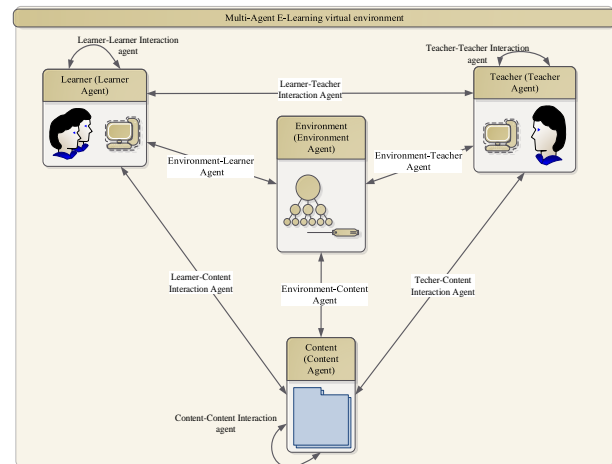 Multi-Agent E-Learning virtual environment
Learner-Learner Interaction
agent
Teacher-Teacher Interaction
agent
Learner (Learner
Agent)
Teacher (Teacher
Agent)
Learner-Teacher
Interaction Agent
Environment
(Environment
Agent)
Environment-Learner
Agent
Environment-Teacher
Agent
Learner-Content
Interaction Agent
Environment-Content
Agent
Techer-Content
Interaction Agent
Content
(Content
Agent)
Content-Content Interaction
agent